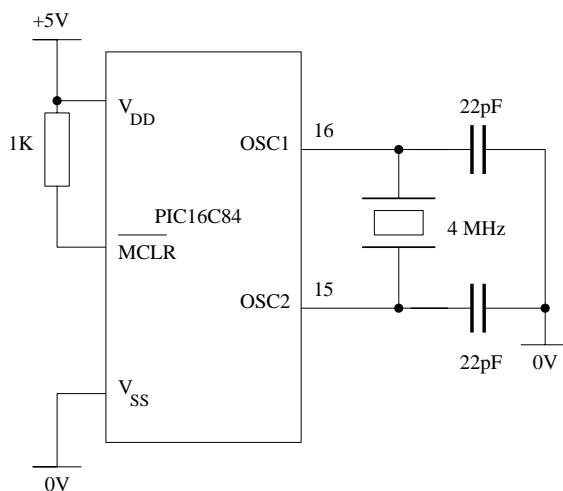 +5V
V DD
22pF
16
OSC1
1K
PIC16C84
4 MHz
MCLR
15
OSC2
22pF
0V
V SS
0V